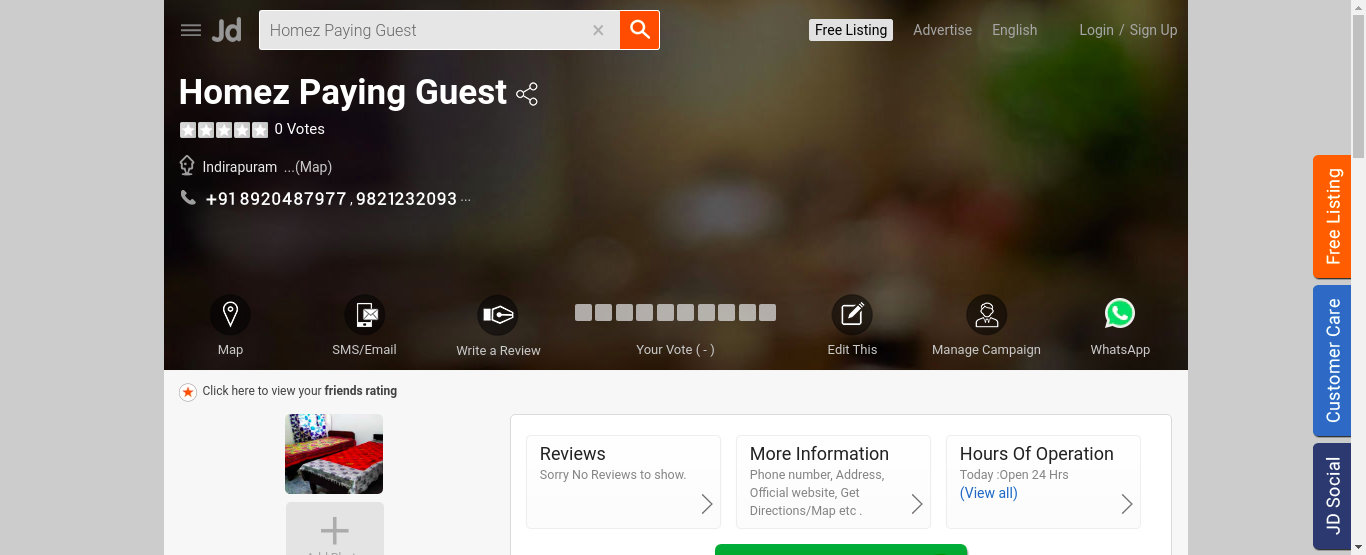 Jd
Homez Paying Guest
Free Listing
Advertise
English
Login / Sign Up
Homez Paying Guest
0 Votes
Indirapuram ...(Map)
+91 8920487977 , 9821232093 ...
Map
SMS/Email
Write a Review
Your Vote ( - )
Edit This
Manage Campaign
WhatsApp
Click here to view your friends rating
Reviews
Sorry No Reviews to show.
More Information
Phone number, Address,
Official website, Get
Directions/Map etc .
Hours Of Operation
Today :Open 24 Hrs
(View all)
Free Listing
Customer Care
JD Social